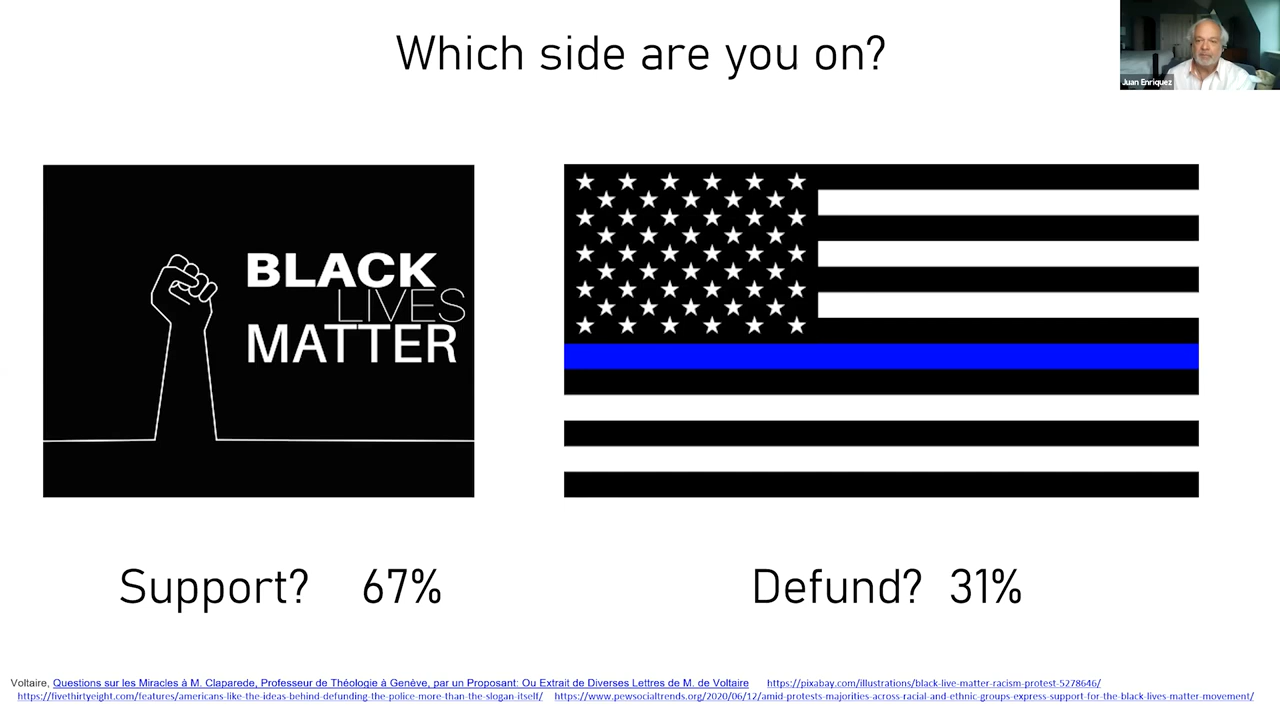 Which side are you on?
Juan Enriquez
BLACK
LIVES
MATTER
Support? 67%
Defund? 31%
Voltaire, Questions sur les Miracles à M. Claparede, Professeur de Théologie à Genêve, par un Proposant: Ou Extrait de Diverses Lettres de M. de Voltaire https://pixabay.com/illustrations/black-live-matter-racism-protest-5278646/
https://fivethirtyeight.com/features/americans-like-the-ideas-behind-defunding-the-police-more-than-the-slogan-itself/ https://www.pewsocialtrends.org/2020/06/12/amid-protests-majorities-across-racial-and-ethnic-groups-express-support-for-the-black-lives-matter-movement/